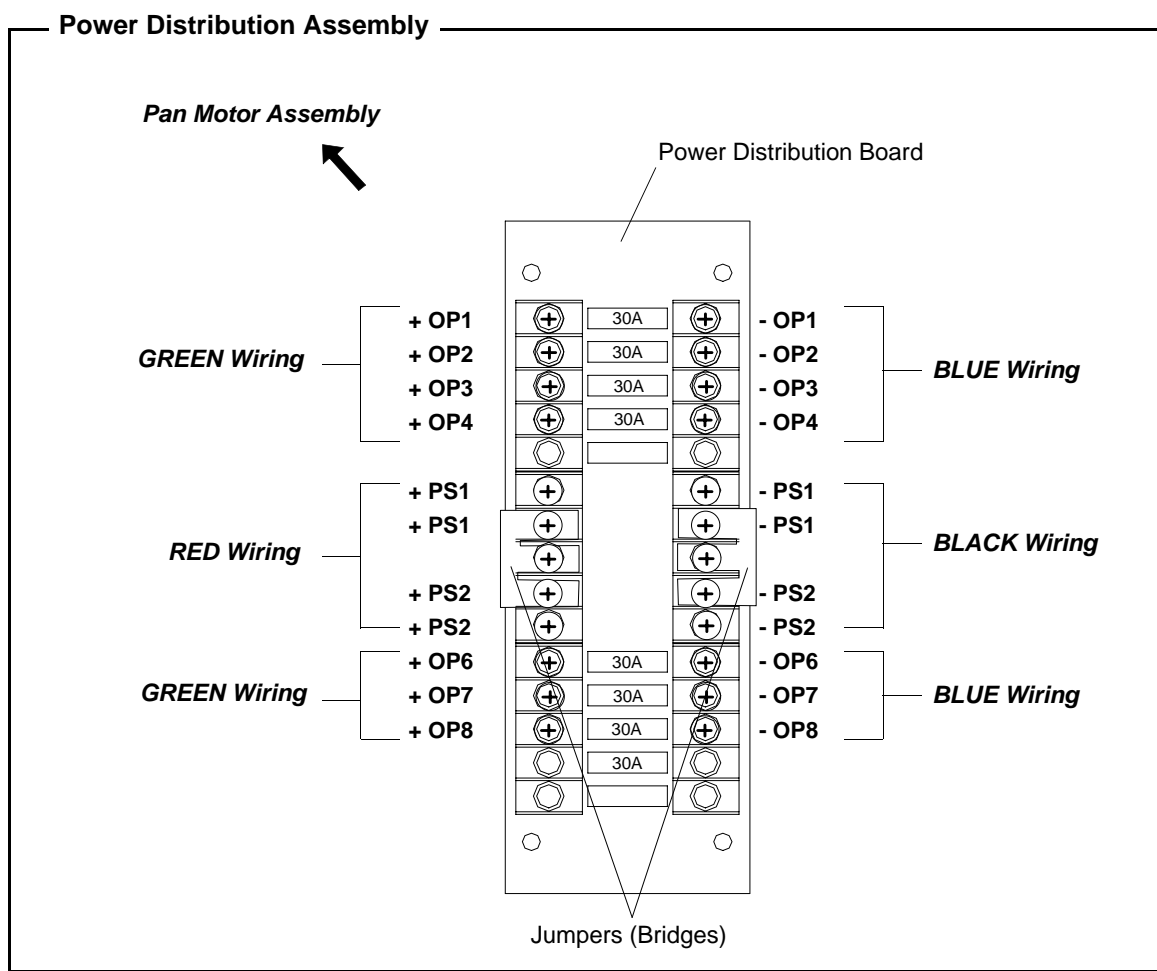 Power Distribution Assembly
Pan Motor Assembly
Power Distribution Board
+ OP1 30A - OP1
+ OP2 30A - OP2
GREEN Wiring BLUE Wiring
+ OP3 30A - OP3
+ OP4 30A - OP4
+ PS1 - PS1
+ PS1 - PS1
RED Wiring BLACK Wiring
+ PS2 - PS2
+ PS2 - PS2
+ OP6 30A - OP6
GREEN Wiring + OP7 30A - OP7 BLUE Wiring
+ OP8 30A - OP8
30A
Jumpers (Bridges)